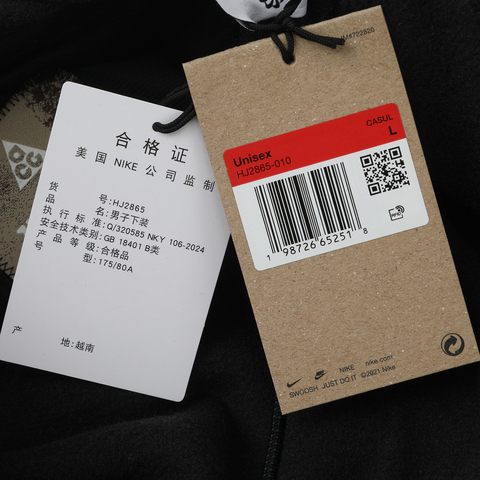 合格证
美国 NIKE 公司监制
货号:HJ2865
品名:男子下装
执行标准:Q/320585 NKY 106-2024
安全技术类别:GB 18401 B类
产品等级:合格品
号型:175/80A
产地:越南
CASUL
L
Unisex
HJ2865-010
1 98726 65251 8
RFID
NIKE nike.com
SWOOSH JUST DO IT ©2021 Nike